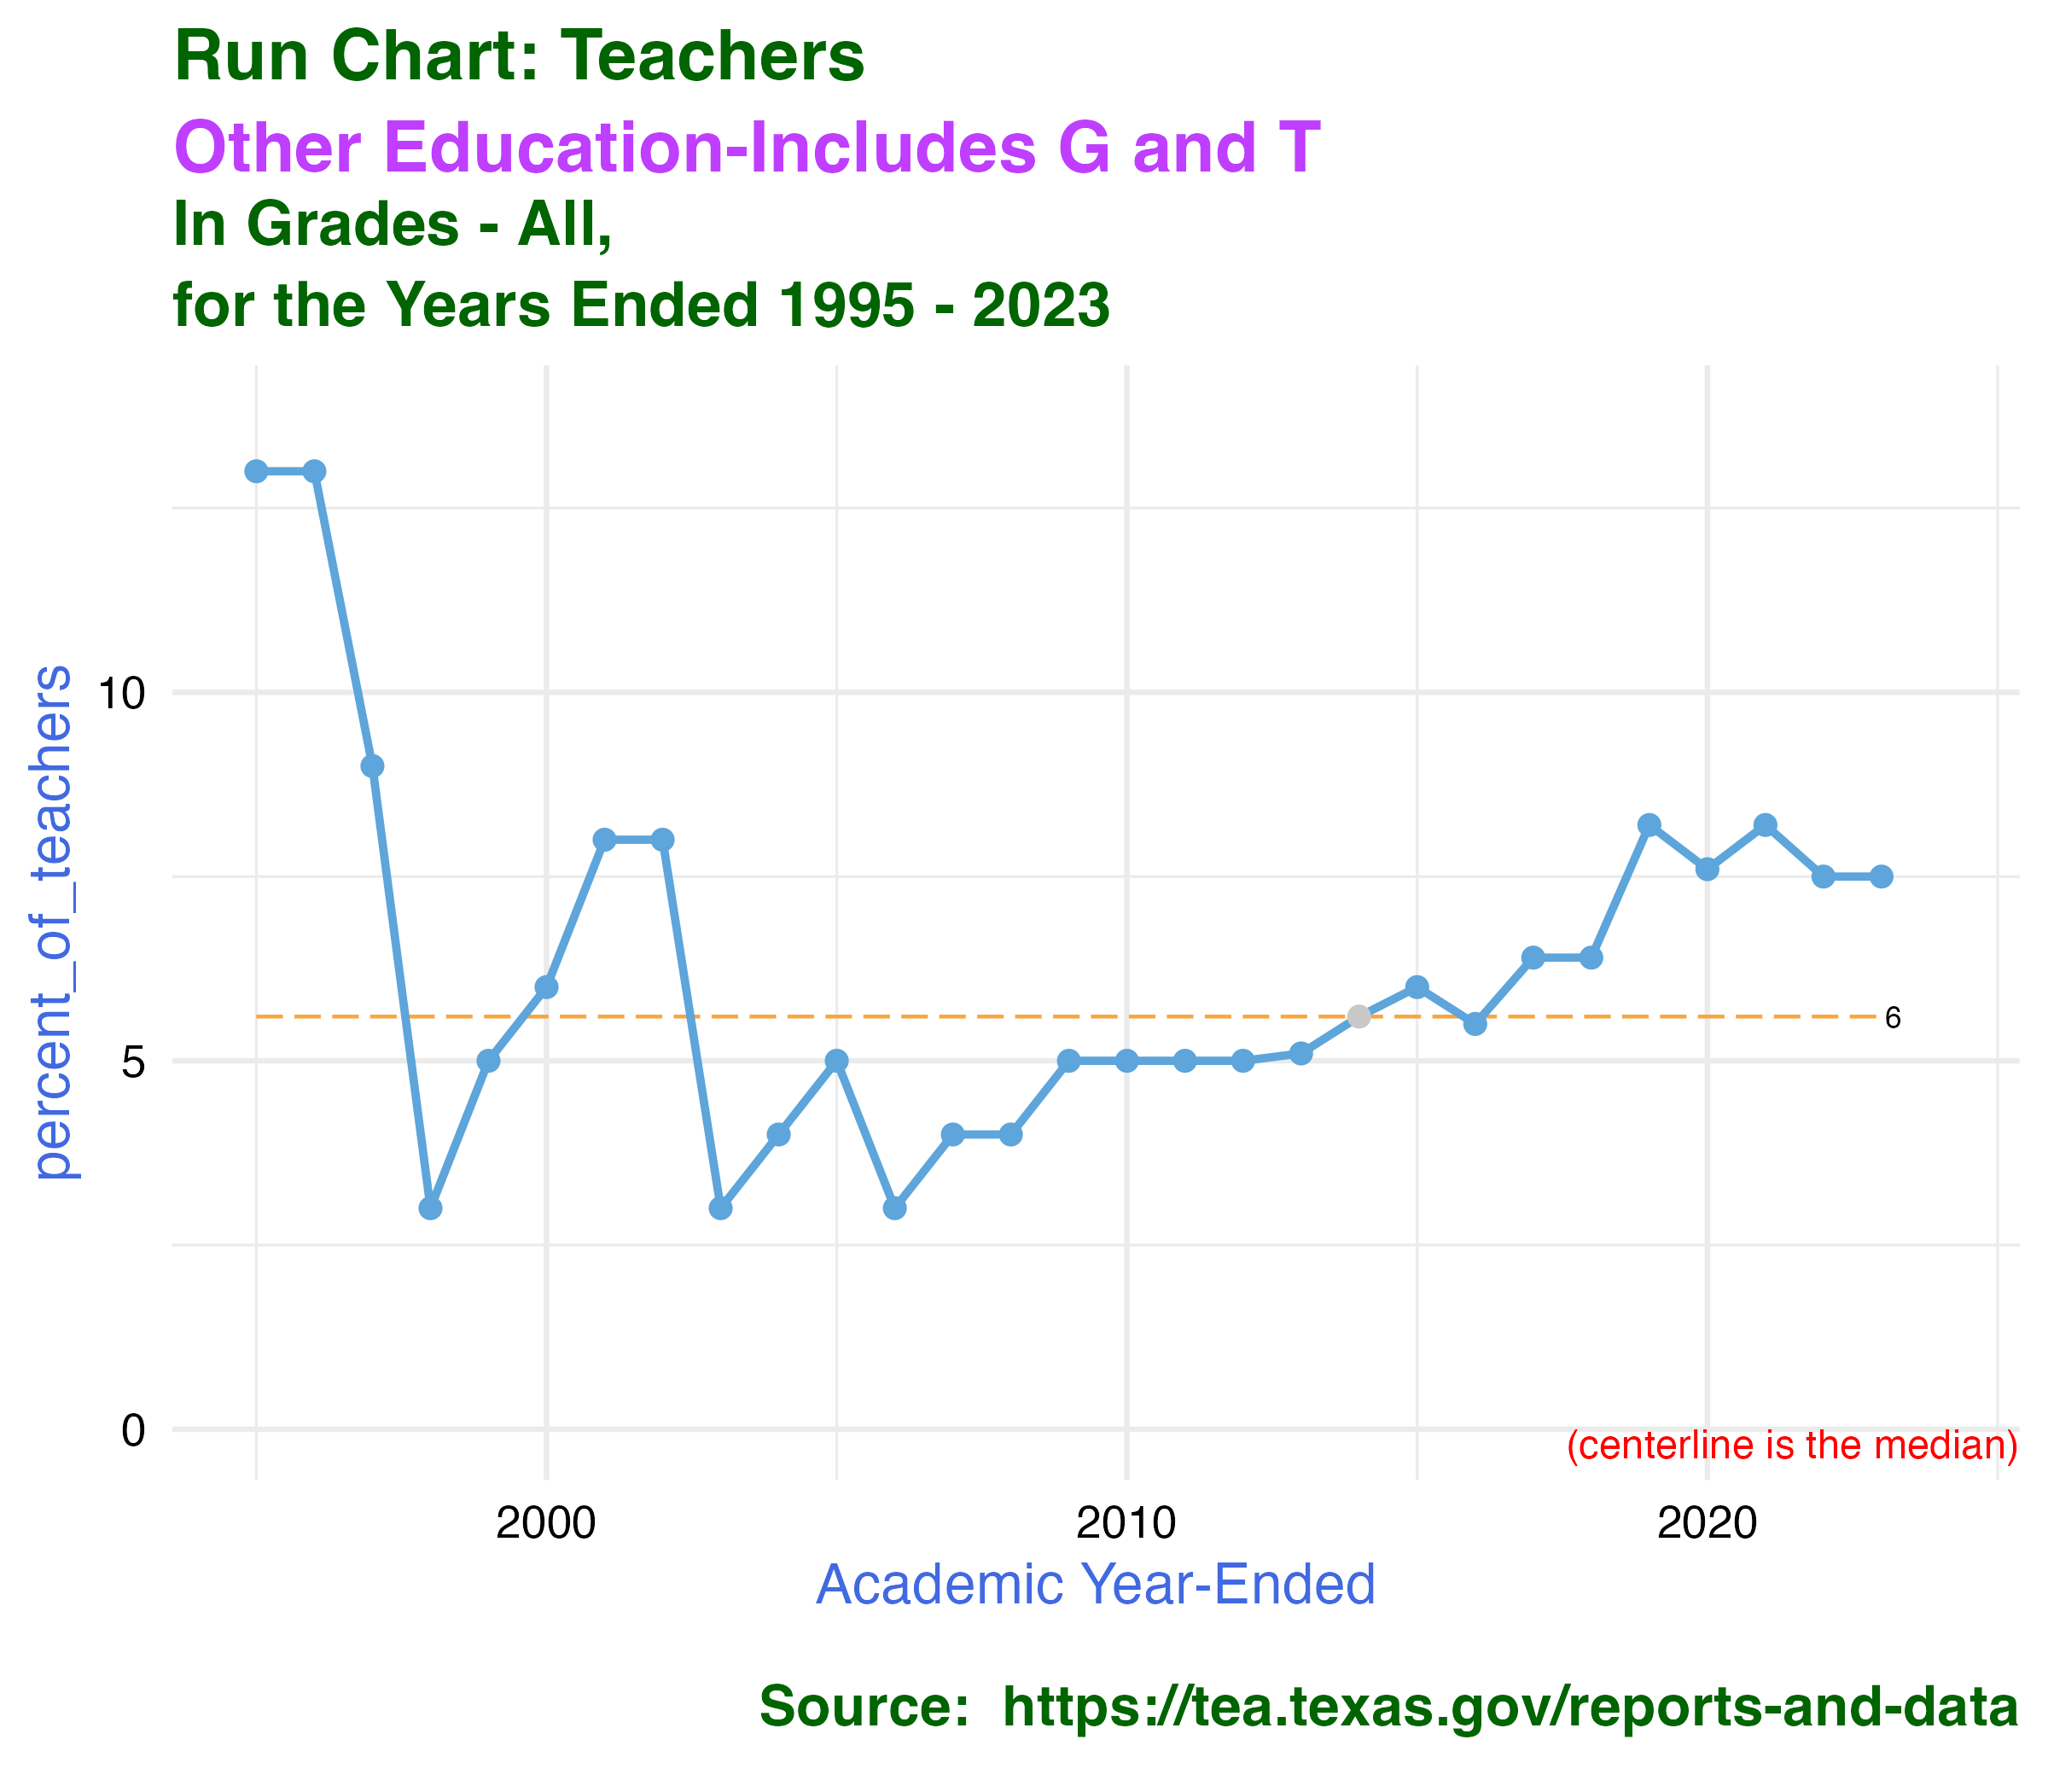 Run Chart: Teachers
Other Education-Includes G and T
In Grades - All,
for the Years Ended 1995 - 2023
percent_of_teachers
10
5
0
6
(centerline is the median)
2000
2010
2020
Academic Year-Ended
Source:  https://tea.texas.gov/reports-and-data